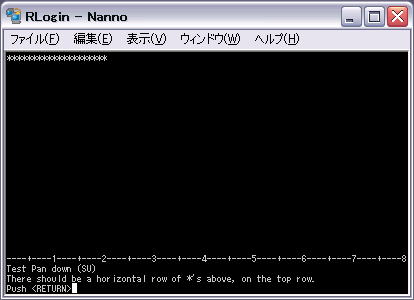 RLogin - Nanno
ファイル(F) 編集(E) 表示(V) ウィンドウ(W) ヘルプ(H)
********************
----+----1----+----2----+----3----+----4----+----5----+----6----+----7----+----8
Test Pan down (SU)
There should be a horizontal row of *'s above, on the top row.
Push <RETURN>